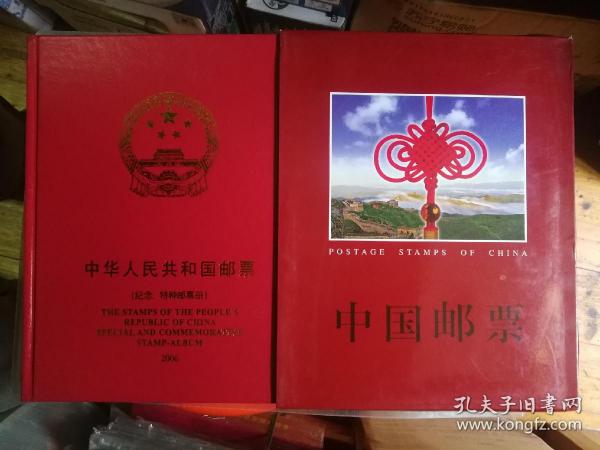 中华人民共和国邮票
(纪念、特种邮票册)
THE STAMPS OF THE PEOPLE'S
REPUBLIC OF CHINA
SPECIAL AND COMMEMORATIVE
STAMP-ALBUM
2006
POSTAGE STAMPS OF CHINA
中国邮票
孔夫子旧书网
www.kongfz.com